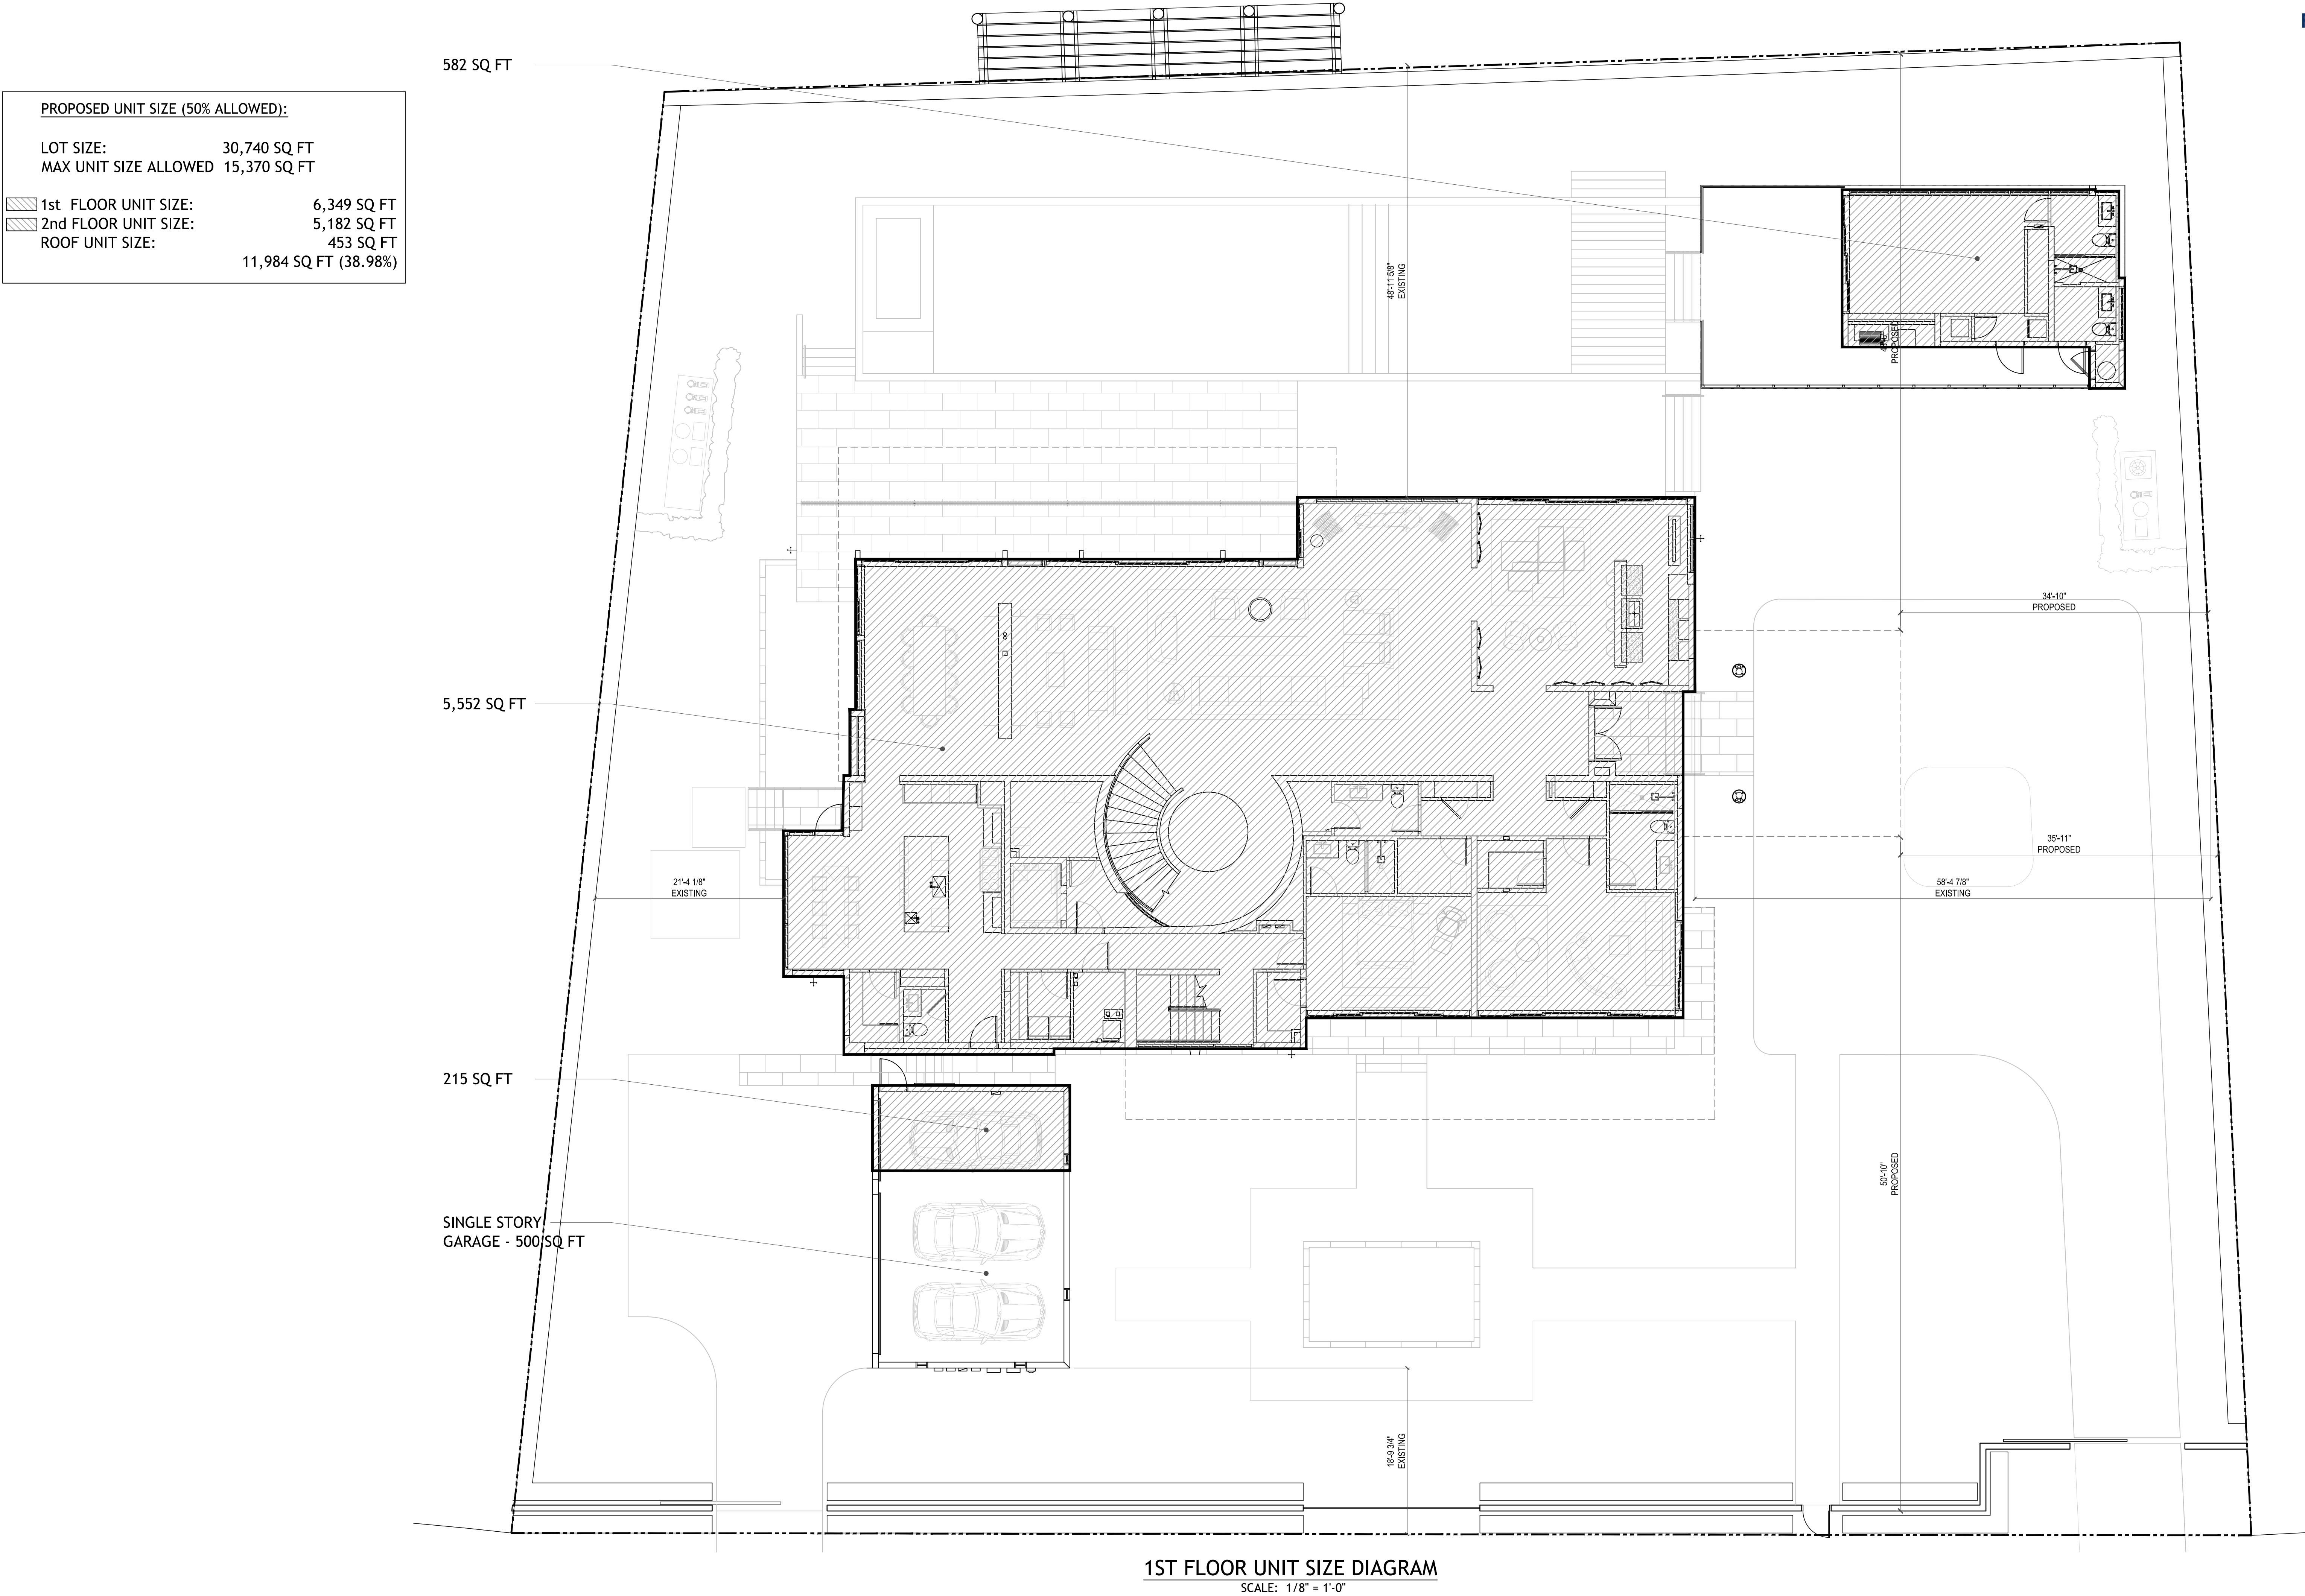 582 SQ FT
PROPOSED UNIT SIZE (50% ALLOWED):
LOT SIZE: 30,740 SQ FT
MAX UNIT SIZE ALLOWED 15,370 SQ FT
1st FLOOR UNIT SIZE: 6,349 SQ FT
2nd FLOOR UNIT SIZE: 5,182 SQ FT
ROOF UNIT SIZE: 453 SQ FT
11,984 SQ FT (38.98%)
48'-11 5/8"
EXISTING
PROPOSED
34'-10"
PROPOSED
5,552 SQ FT
35'-11"
PROPOSED
21'-4 1/8"
EXISTING
58'-4 7/8"
EXISTING
215 SQ FT
50'-10"
PROPOSED
SINGLE STORY
GARAGE - 500 SQ FT
18'-9 3/4"
EXISTING
1ST FLOOR UNIT SIZE DIAGRAM
SCALE: 1/8" = 1'-0"